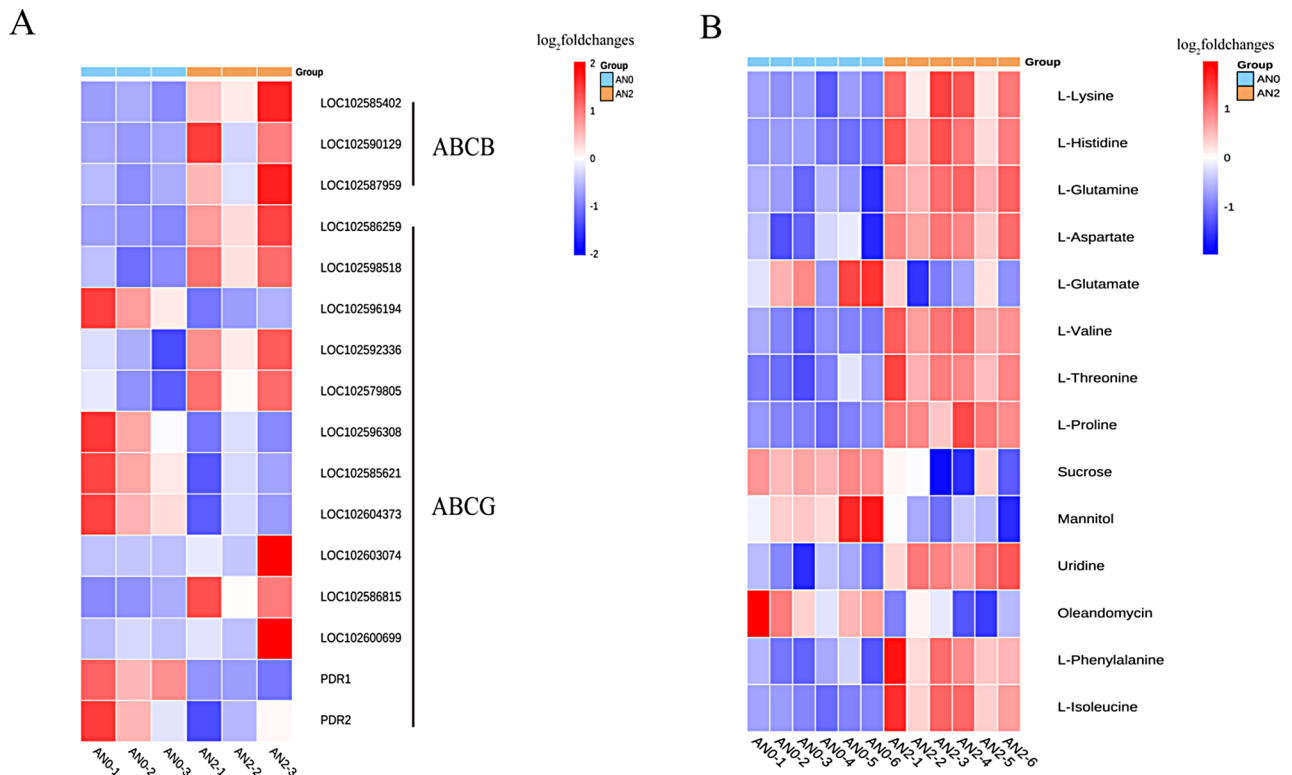 A
log2foldchanges
Group
2
1
0
-1
-2
Group
AN0
AN2
LOC102585402
LOC102590129
LOC102587959
LOC102586259
LOC102598518
LOC102596194
LOC102592336
LOC102579805
LOC102596308
LOC102585621
LOC102604373
LOC102603074
LOC102586815
LOC102600699
PDR1
PDR2
ABCB
ABCG
AN0-1
AN0-2
AN0-3
AN2-1
AN2-2
AN2-3
B
log2foldchanges
Group
1
0
-1
Group
AN0
AN2
L-Lysine
L-Histidine
L-Glutamine
L-Aspartate
L-Glutamate
L-Valine
L-Threonine
L-Proline
Sucrose
Mannitol
Uridine
Oleandomycin
L-Phenylalanine
L-Isoleucine
AN0-1
AN0-2
AN0-3
AN0-4
AN0-5
AN0-6
AN2-1
AN2-2
AN2-3
AN2-4
AN2-5
AN2-6